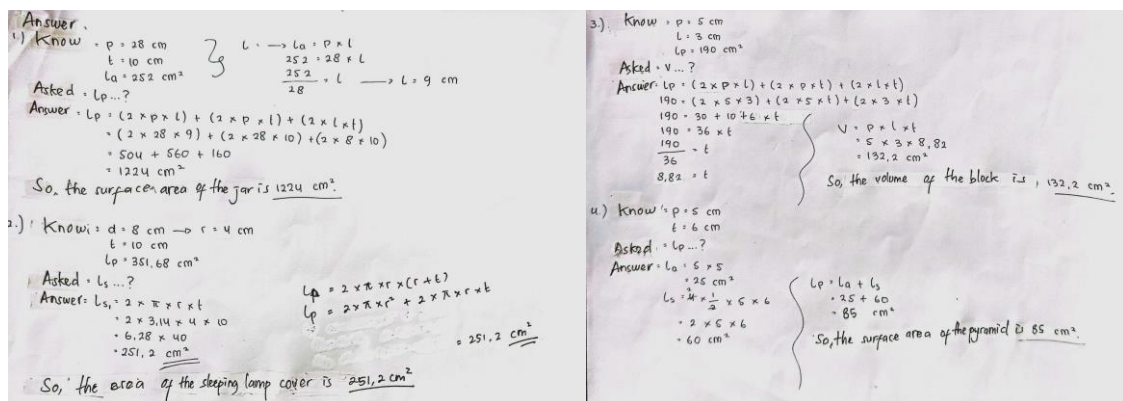 Answer.
1.) Know : p = 28 cm
t = 10 cm
La = 252 cm²
L. → La = p x l
252 = 28 x L
252
28 = L → L = 9 cm
Asked = Lp...?
Answer = Lp = (2 x p x l) + (2 x p x t) + (2 x l x t)
= (2 x 28 x 9) + (2 x 28 x 10) + (2 x 8 x 10)
= 504 + 560 + 160
= 1224 cm²
So, the surfacen area of the jar is 1224 cm².
2.) Know : d = 8 cm → r = 4 cm
t = 10 cm
Lp = 351,68 cm²
Asked = Ls...?
Answer = Ls₁ = 2 x π x r x t
= 2 x 3,14 x 4 x 10
= 6,28 x 40
= 251,2 cm²
Lp = 2 x π x r x (r + t)
Lp = 2 x π x r² + 2 x π x r x t
= 251,2 cm²
So, the area of the sleeping lamp cover is 251,2 cm²
3.) Know = p = 5 cm
L = 3 cm
Lp = 190 cm²
Asked = V...?
Answer = Lp = (2 x p x l) + (2 x p x t) + (2 x l x t)
190 = (2 x 5 x 3) + (2 x 5 x t) + (2 x 3 x t)
190 = 30 + 10 + 6 x t
190 = 36 x t
190
36 = t
8,82 = t
V = p x l x t
= 5 x 3 x 8,82
= 132,2 cm²
So, the volume of the block is, 132,2 cm².
4.) Know = p = 5 cm
t = 6 cm
Asked = Lp...?
Answer = La = 5 x 5
= 25 cm²
Ls = 4 x 1/2 x 5 x 6
= 2 x 5 x 6
= 60 cm²
Lp = La + Ls
= 25 + 60
= 85 cm²
So, the surface area of the pyramid is 85 cm².